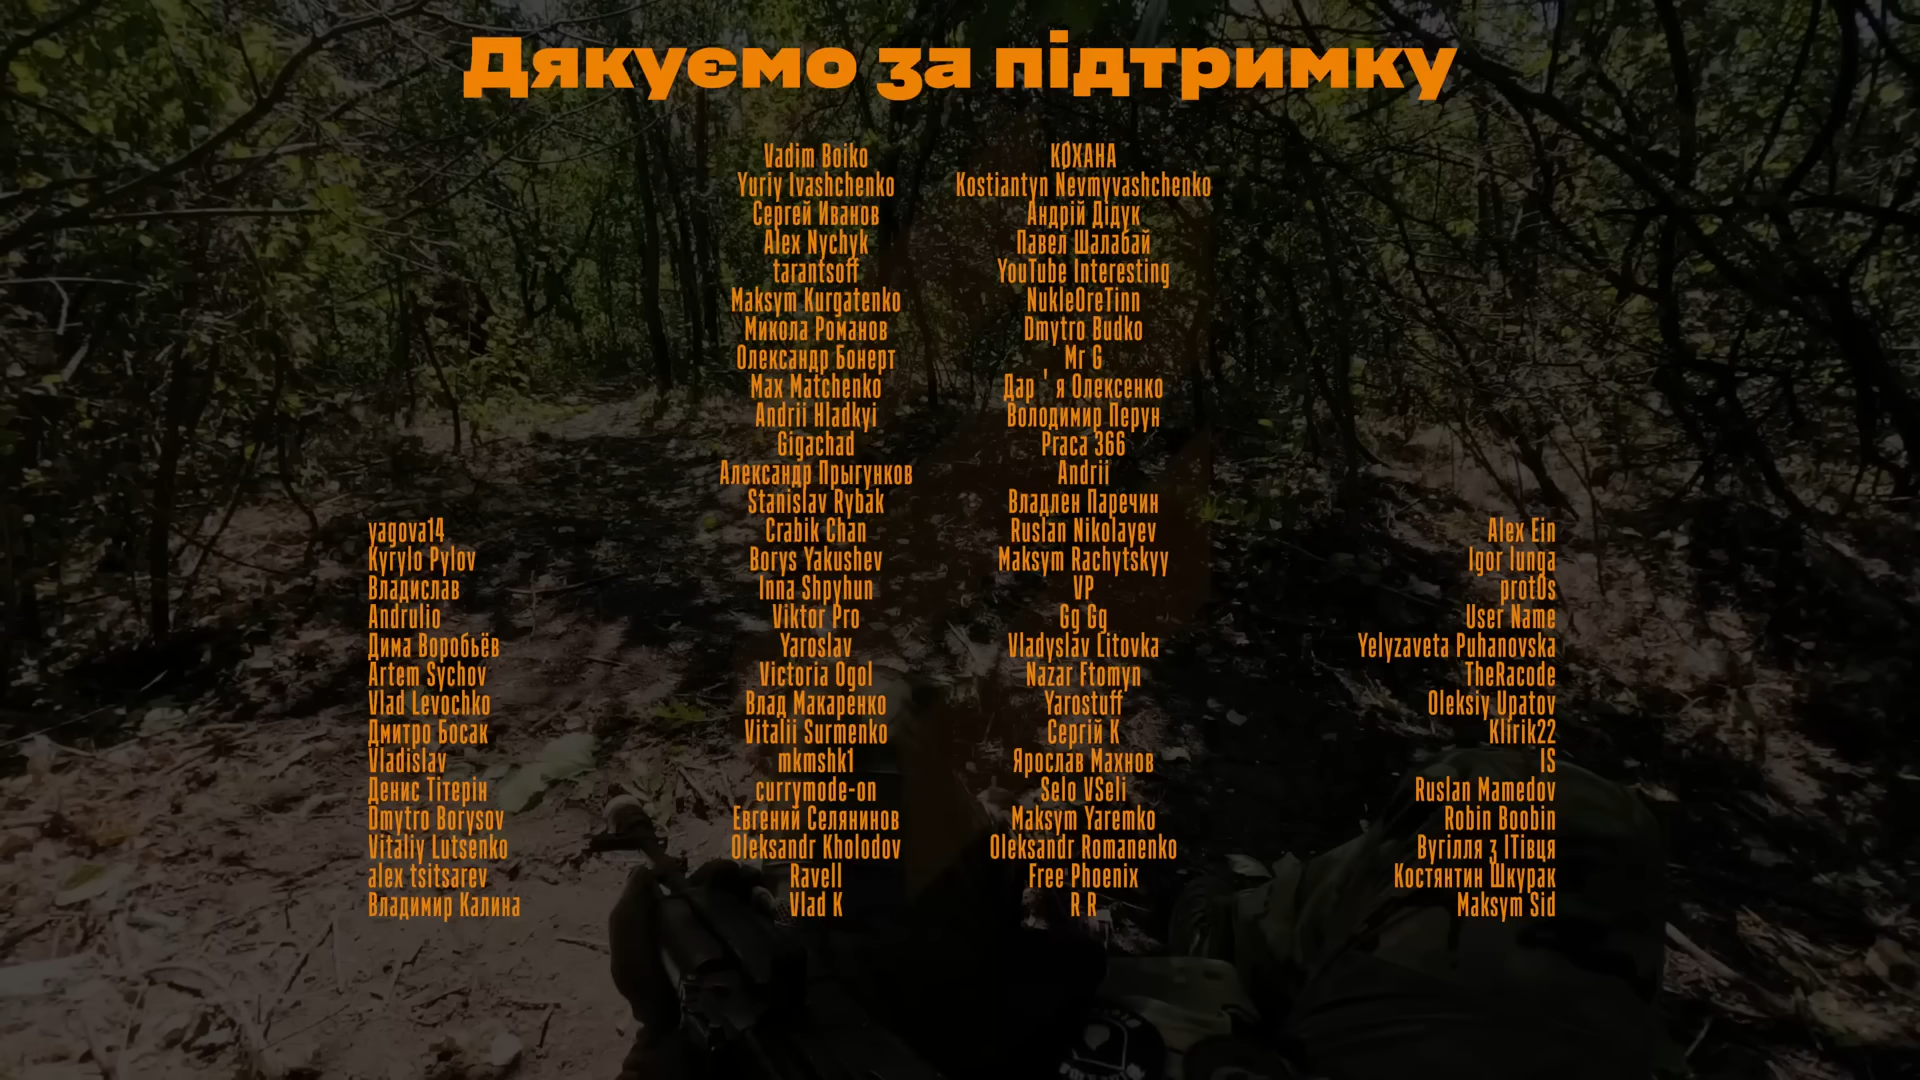 Дякуємо за підтримку
yagova14
Kyrylo Pylov
Владислав
Andrulio
Дима Воробьёв
Artem Sychov
Vlad Levochko
Дмитро Босак
Vladislav
Денис Тітерін
Dmytro Borysov
Vitaliy Lutsenko
alex tsitsarev
Владимир Калина
Vadim Boiko
Yuriy Ivashchenko
Сергей Иванов
Alex Nychyk
tarantsoff
Maksym Kurgatenko
Микола Романов
Олександр Бонерт
Max Matchenko
Andrii Hladkyi
Gigachad
Александр Прыгунков
Stanislav Rybak
Crabik Chan
Borys Yakushev
Inna Shpyhun
Viktor Pro
Yaroslav
Victoria Ogol
Влад Макаренко
Vitalii Surmenko
mkmshk1
currymode-on
Евгений Селянинов
Oleksandr Kholodov
Ravell
Vlad K
KØXAHA
Kostiantyn Nevmyvashchenko
Андрій Дідук
Павел Шалабай
YouTube Interesting
NukleOreTinn
Dmytro Budko
Mr G
Дар ' я Олексенко
Володимир Перун
Praca 366
Andrii
Владлен Паречин
Ruslan Nikolayev
Maksym Rachytskyy
VP
Gg Gg
Vladyslav Litovka
Nazar Ftomyn
Yarostuff
Сергій К
Ярослав Махнов
Selo VSeli
Maksym Yaremko
Oleksandr Romanenko
Free Phoenix
R R
Alex Ein
Igor Iunga
prot0s
User Name
Yelyzaveta Puhanovska
TheRacode
Oleksiy Upatov
Klirik22
IS
Ruslan Mamedov
Robin Boobin
Вугілля з ІТівця
Костянтин Шкурак
Maksym Sid